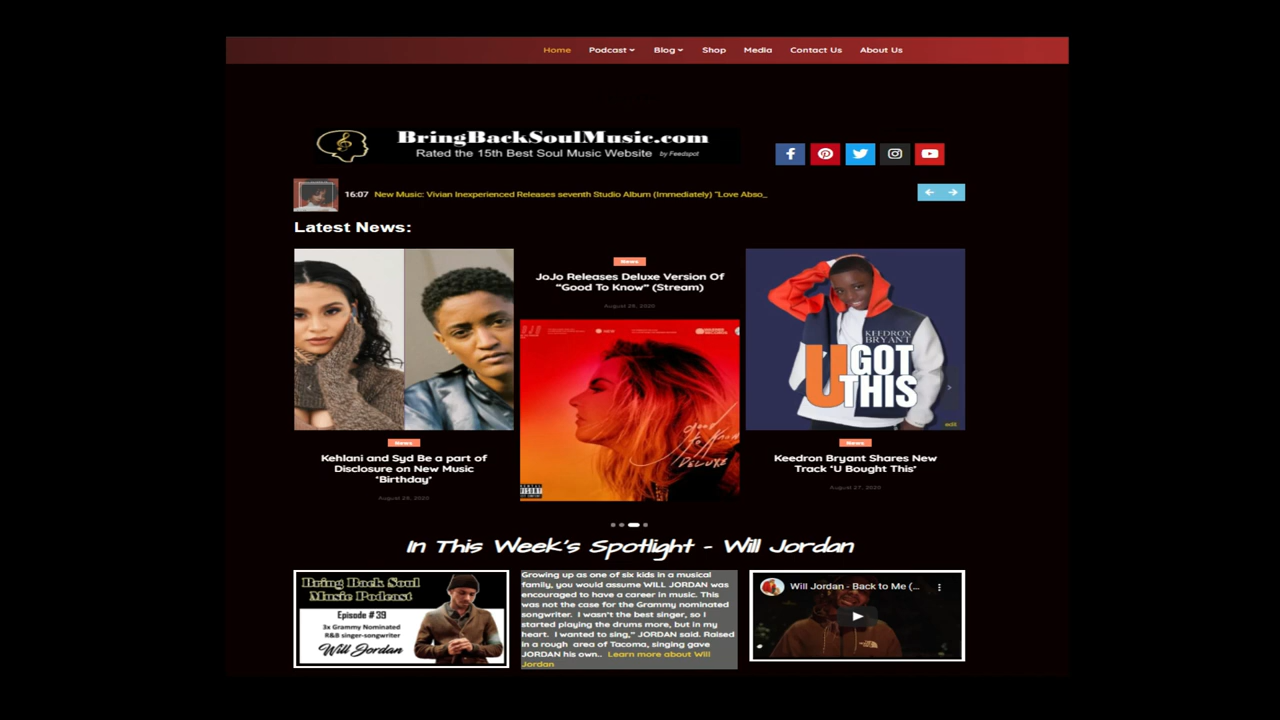 Home Podcast Blog Shop Media Contact Us About Us
BringBackSoulMusic.com
Rated the 15th Best Soul Music Website by Feedspot
16:07 New Music: Vivian Inexperienced Releases seventh Studio Album (Immediately) "Love Abso_
Latest News:
News
Kehlani and Syd Be a part of
Disclosure on New Music
"Birthday"
August 28, 2020
News
JoJo Releases Deluxe Version Of
"Good To Know" (Stream)
August 28, 2020
good
to Know
DELUXE
KEEDRON
BRYANT
U GOT
THIS
edit
News
Keedron Bryant Shares New
Track "U Bought This"
August 27, 2020
In This Week's Spotlight - Will Jordan
Bring Back Soul
Music Podcast
Episode # 39
3x Grammy Nominated
R&B singer-songwriter
Will Jordan
Growing up as one of six kids in a musical
family, you would assume WILL JORDAN was
encouraged to have a career in music. This
was not the case for the Grammy nominated
songwriter. I wasn't the best singer, so I
started playing the drums more, but in my
heart. I wanted to sing," JORDAN said. Raised
in a rough area of Tacoma, singing gave
JORDAN his own.. Learn more about Will
Jordan
Will Jordan - Back to Me (...